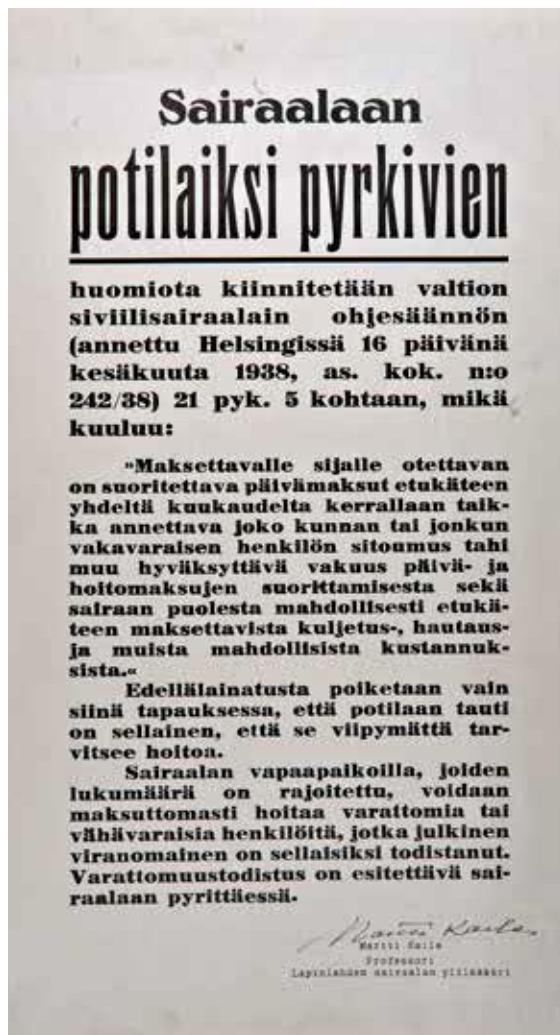 Sairaalaan
potilaiksi pyrkivien
huomiota kiinnitetään valtion
siviilisairaalain ohjesäännön
(annettu Helsingissä 16 päivänä
kesäkuuta 1938, as. kok. n:o
242/38) 21 pyk. 5 kohtaan, mikä
kuuluu:
»Maksettavalle sijalle otettavan
on suoritettava päivämaksut etukäteen
yhdeltä kuukaudelta kerrallaan taik-
ka annettava joko kunnan tai jonkun
vakavaraisen henkilön sitoumus tahi
muu hyväksyttävä vakuus päivä- ja
hoitomaksujen suorittamisesta sekä
sairaan puolesta mahdollisesti etukä-
teen maksettavista kuljetus-, hautaus-
ja muista mahdollisista kustannuk-
sista.«
Edellälainatusta poiketaan vain
siinä tapauksessa, että potilaan tauti
on sellainen, että se viipymättä tar-
vitsee hoitoa.
Sairaalan vapaapaikoilla, joiden
lukumäärä on rajoitettu, voidaan
maksuttomasti hoitaa varattomia tai
vähävaraisia henkilöitä, jotka julkinen
viranomainen on sellaisiksi todistanut.
Varattomuustodistus on esitettävä sai-
raalaan pyrittäessä.
Martti Kaila
Martti Kaila
Professori
Lapinlahden sairaalan ylilääkäri